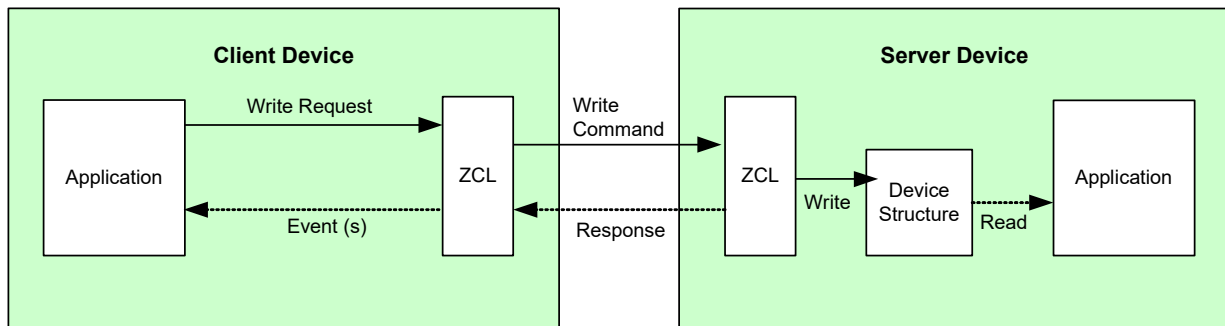 Client Device
Server Device
Write Request
Write
Command
Application
ZCL
ZCL
Device
Structure
Application
Write
Read
Event (s)
Response